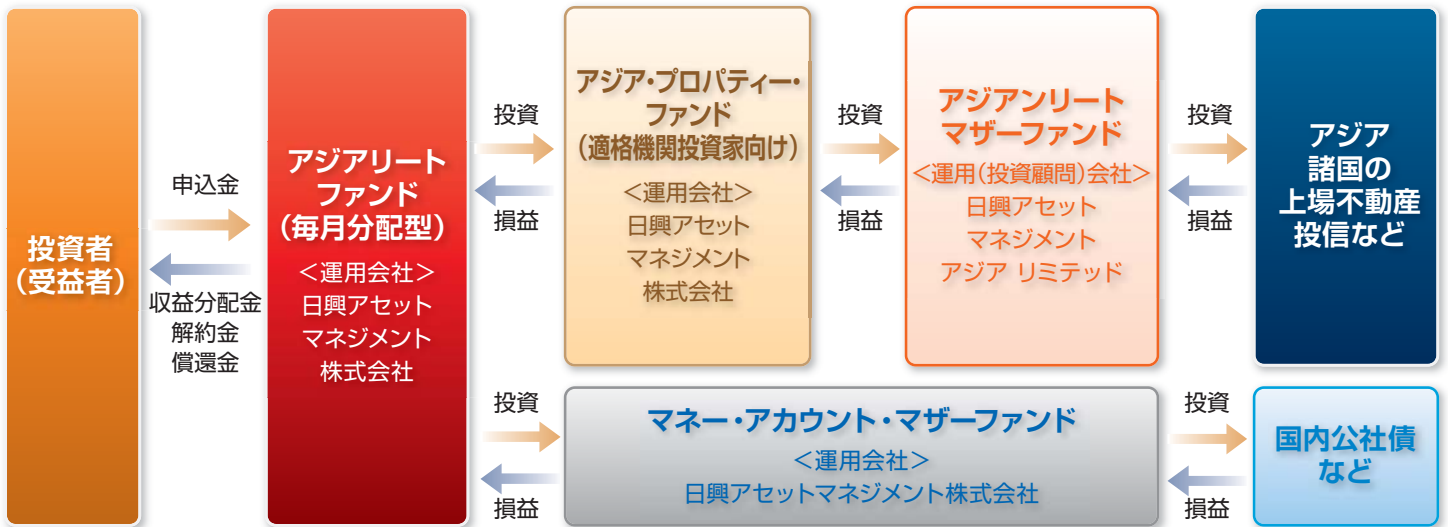 投資者
（受益者）
申込金
収益分配金
解約金
償還金
アジアリート
ファンド
（毎月分配型）
＜運用会社＞
日興アセット
マネジメント
株式会社
投資
損益
アジア・プロパティー・
ファンド
（適格機関投資家向け）
＜運用会社＞
日興アセット
マネジメント
株式会社
投資
損益
アジアンリート
マザーファンド
＜運用（投資顧問）会社＞
日興アセット
マネジメント
アジア リミテッド
投資
損益
アジア
諸国の
上場不動産
投信など
投資
損益
マネー・アカウント・マザーファンド
＜運用会社＞
日興アセットマネジメント株式会社
投資
損益
国内公社債
など